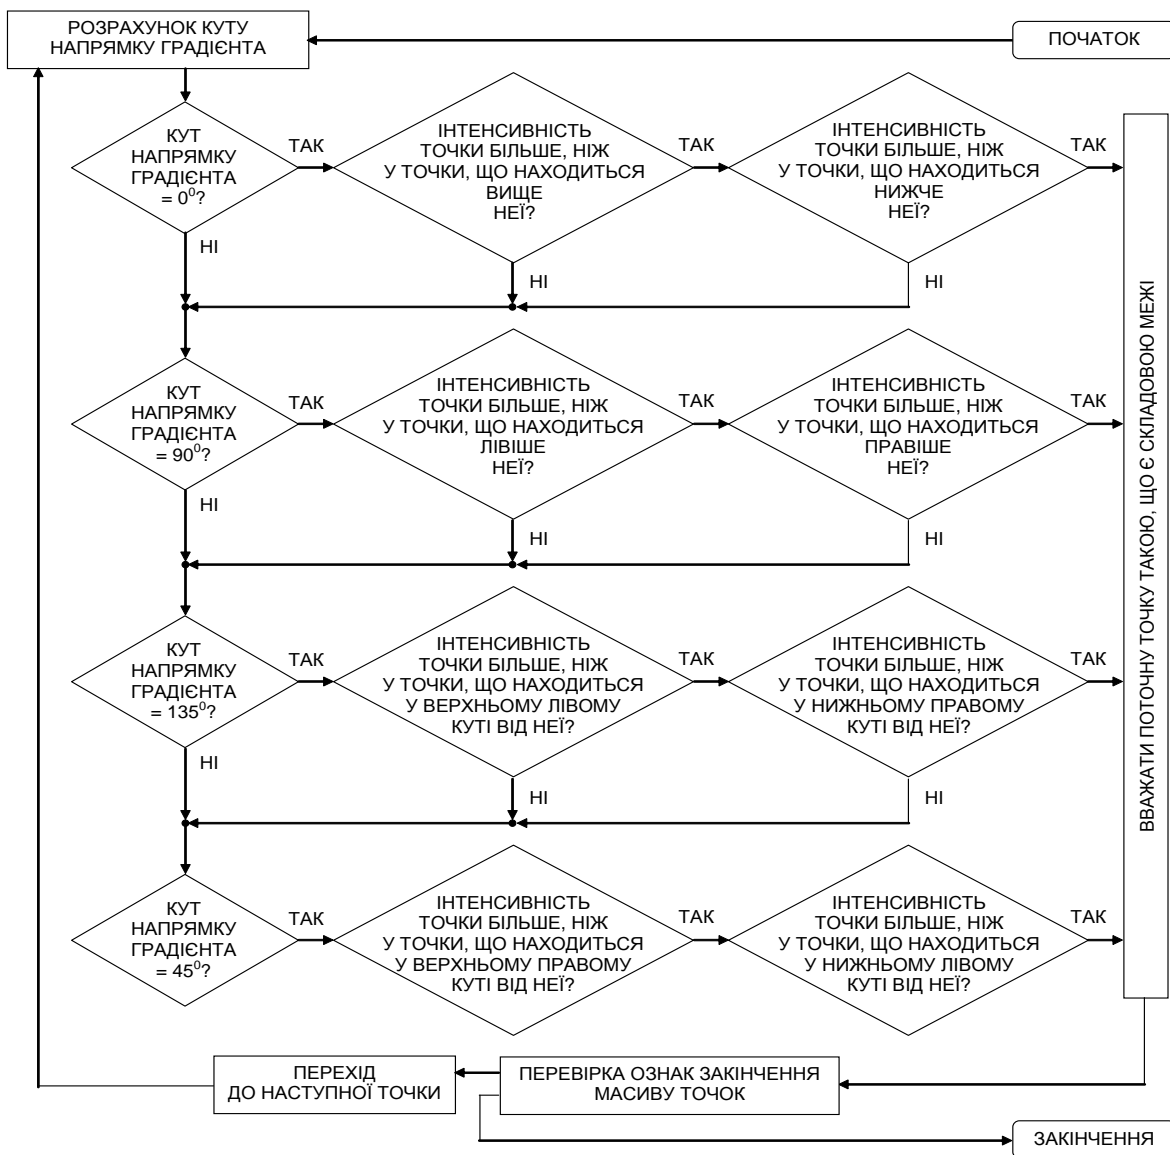 РОЗРАХУНОК КУТУ
НАПРЯМКУ ГРАДІЄНТА
ПОЧАТОК
КУТ
НАПРЯМКУ
ГРАДІЄНТА
= 0⁰?
ТАК
ІНТЕНСИВНІСТЬ
ТОЧКИ БІЛЬШЕ, НІЖ
У ТОЧКИ, ЩО НАХОДИТЬСЯ
ВИЩЕ
НЕЇ?
ТАК
ІНТЕНСИВНІСТЬ
ТОЧКИ БІЛЬШЕ, НІЖ
У ТОЧКИ, ЩО НАХОДИТЬСЯ
НИЖЧЕ
НЕЇ?
ТАК
НІ
НІ
НІ
КУТ
НАПРЯМКУ
ГРАДІЄНТА
= 90⁰?
ТАК
ІНТЕНСИВНІСТЬ
ТОЧКИ БІЛЬШЕ, НІЖ
У ТОЧКИ, ЩО НАХОДИТЬСЯ
ЛІВІШЕ
НЕЇ?
ТАК
ІНТЕНСИВНІСТЬ
ТОЧКИ БІЛЬШЕ, НІЖ
У ТОЧКИ, ЩО НАХОДИТЬСЯ
ПРАВІШЕ
НЕЇ?
ТАК
НІ
НІ
НІ
КУТ
НАПРЯМКУ
ГРАДІЄНТА
= 135⁰?
ТАК
ІНТЕНСИВНІСТЬ
ТОЧКИ БІЛЬШЕ, НІЖ
У ТОЧКИ, ЩО НАХОДИТЬСЯ
У ВЕРХНЬОМУ ЛІВОМУ
КУТІ ВІД НЕЇ?
ТАК
ІНТЕНСИВНІСТЬ
ТОЧКИ БІЛЬШЕ, НІЖ
У ТОЧКИ, ЩО НАХОДИТЬСЯ
У НИЖНЬОМУ ПРАВОМУ
КУТІ ВІД НЕЇ?
ТАК
НІ
НІ
НІ
КУТ
НАПРЯМКУ
ГРАДІЄНТА
= 45⁰?
ТАК
ІНТЕНСИВНІСТЬ
ТОЧКИ БІЛЬШЕ, НІЖ
У ТОЧКИ, ЩО НАХОДИТЬСЯ
У ВЕРХНЬОМУ ПРАВОМУ
КУТІ ВІД НЕЇ?
ТАК
ІНТЕНСИВНІСТЬ
ТОЧКИ БІЛЬШЕ, НІЖ
У ТОЧКИ, ЩО НАХОДИТЬСЯ
У НИЖНЬОМУ ЛІВОМУ
КУТІ ВІД НЕЇ?
ТАК
ВВАЖАТИ ПОТОЧНУ ТОЧКУ ТАКОЮ, ЩО Є СКЛАДОВОЮ МЕЖІ
ПЕРЕХІД
ДО НАСТУПНОЇ ТОЧКИ
ПЕРЕВІРКА ОЗНАК ЗАКІНЧЕННЯ
МАСИВУ ТОЧОК
ЗАКІНЧЕННЯ